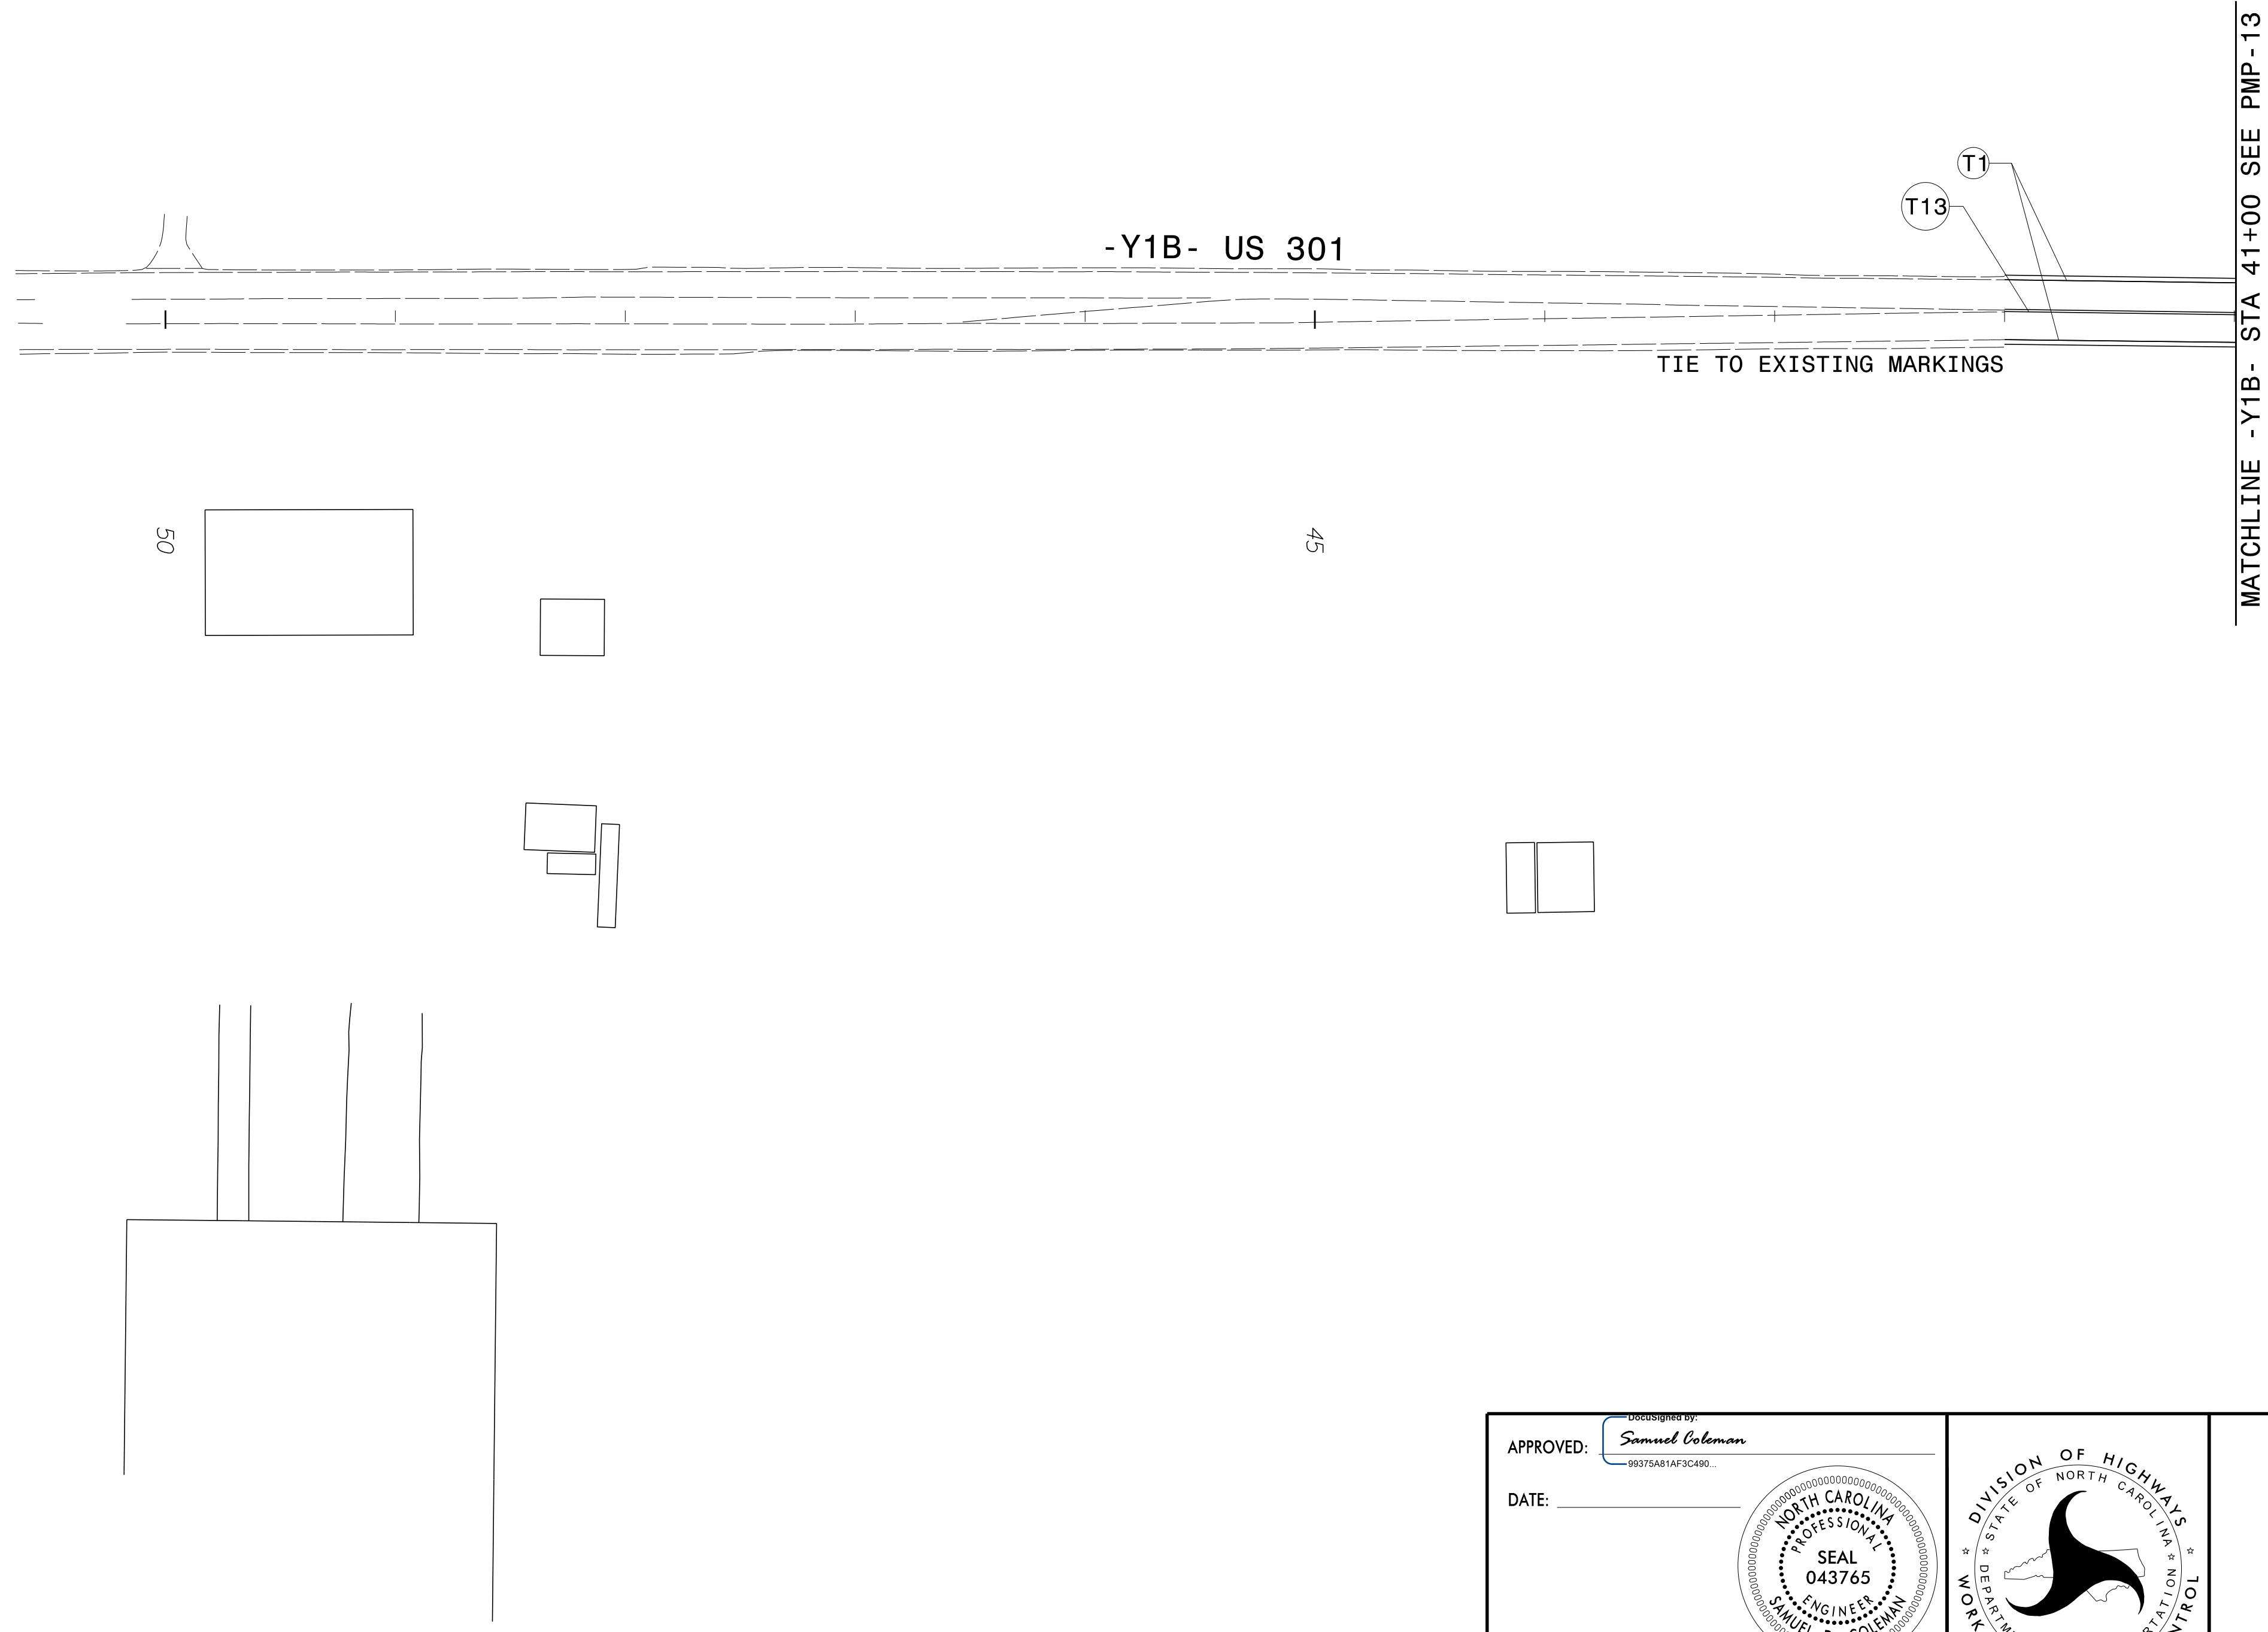 MATCHLINE -Y1B- STA 41+00 SEE PMP-13
T1
T13
-Y1B- US 301
TIE TO EXISTING MARKINGS
50
45
APPROVED:
DocuSigned by:
Samuel Coleman
99375A81AF3C490...
DATE:
NORTH CAROLINA
PROFESSIONAL
SEAL
043765
ENGINEER
SAMUEL COLEMAN
DIVISION OF HIGHWAYS
STATE OF NORTH CAROLINA